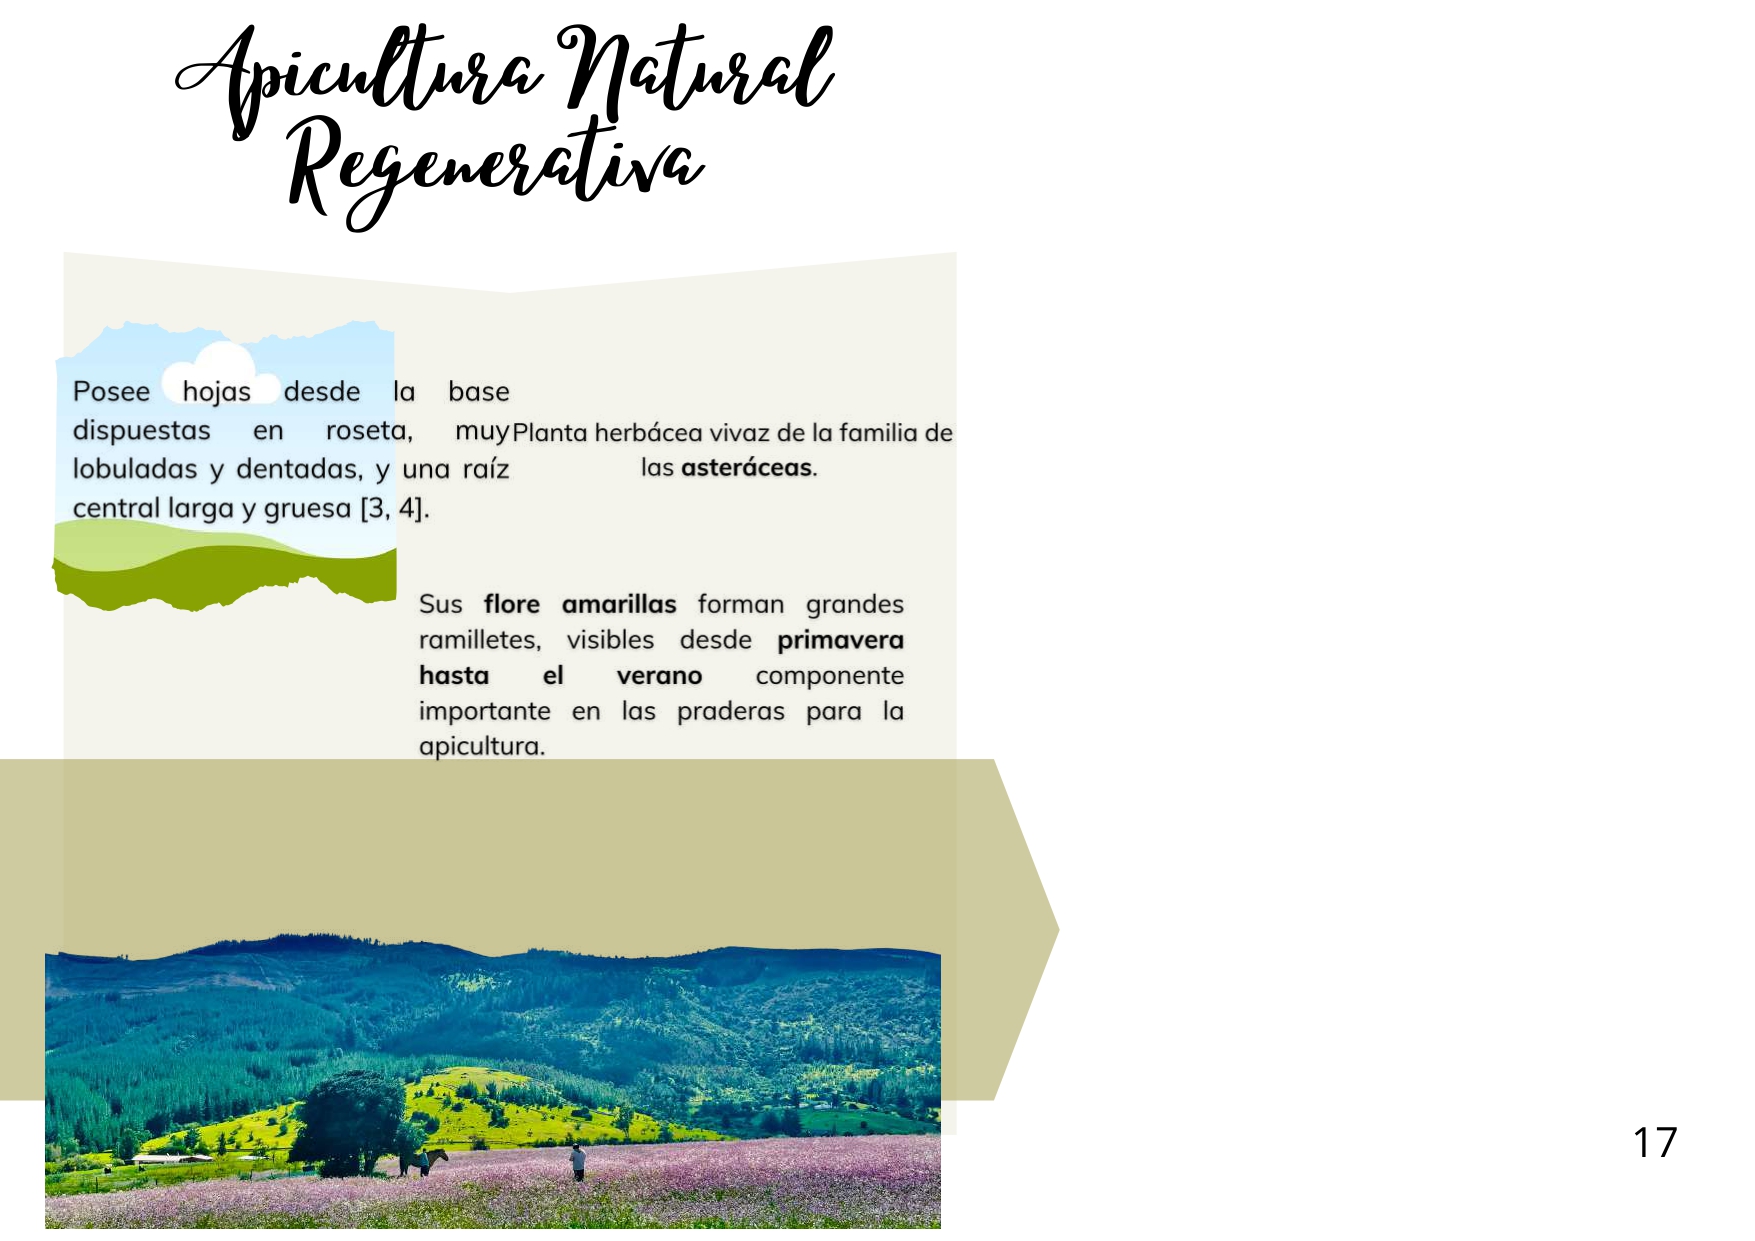 Apicultura Natural
Regenerativa
Posee hojas desde la base
dispuestas en roseta, muy
lobuladas y dentadas, y una raíz
central larga y gruesa [3, 4].
Planta herbácea vivaz de la familia de
las asteráceas.
Sus flore amarillas forman grandes
ramilletes, visibles desde primavera
hasta el verano componente
importante en las praderas para la
apicultura.
17